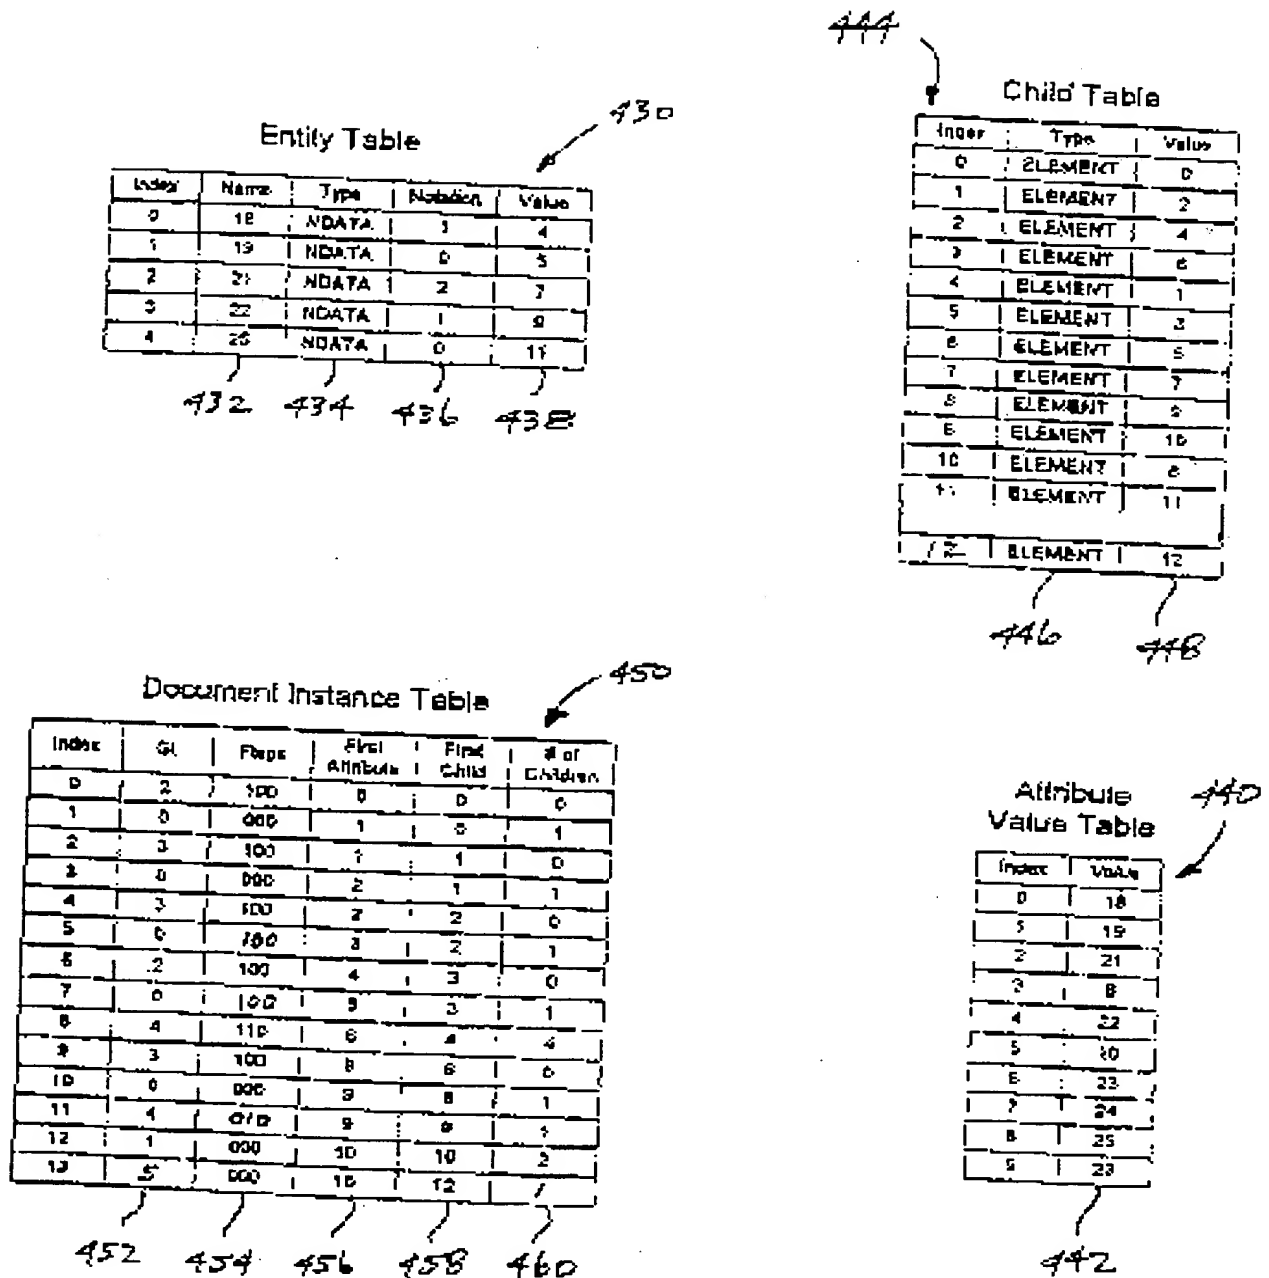 444
Child Table
Index Type Value
0 ELEMENT 0
1 ELEMENT 2
2 ELEMENT 4
3 ELEMENT 6
4 ELEMENT 1
5 ELEMENT 3
6 ELEMENT 5
7 ELEMENT 7
ELEMENT 9
ELEMENT 10
10 ELEMENT 8
11 ELEMENT 11
12 ELEMENT 12
446 448
430
Entity Table
Index Name Type Notation Value
0 18 NDATA 4
1 19 NDATA 0 5
2 21 NDATA 2 7
3 22 NDATA 1 9
4 25 NDATA 0 11
432 434 436 438
450
Document Instance Table
Index GI Flags First Attribute First Child # of Children
0 2 100 0 0 0
1 0 000 1 0 1
2 3 100 1 1 0
3 0 000 2 1 1
4 3 100 2 2 0
5 0 100 3 2 1
6 2 100 4 3 0
7 0 100 5 3 1
8 4 110 6 4 4
9 3 100 8 6 0
10 0 000 9 8 1
11 4 010 9 1
12 1 000 10 10 2
13 5 000 10 12 1
452 454 456 458 460
440
Attribute
Value Table
Index Value
0 18
1 19
2 21
3 8
4 22
5 20
6 23
7 24
8 25
9 23
442